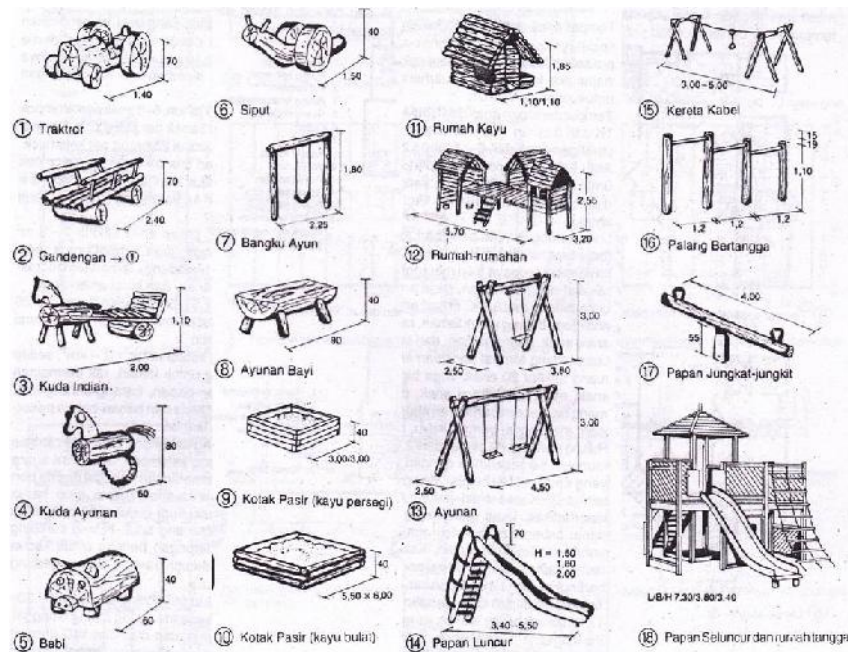 70
1,40
① Traktror
70
2.40
② Gandengan → ①
1,10
2,00
③ Kuda Indian
80
60
④ Kuda Ayunan
40
60
⑤ Babi
40
1.50
⑥ Siput
1,80
2.25
⑦ Bangku Ayun
40
80
⑧ Ayunan Bayi
40
3,00/3,00
⑨ Kotak Pasir (kayu persegi)
40
5,50 x 6,00
⑩ Kotak Pasir (kayu bulat)
1,85
1,10/1,10
⑪ Rumah Kayu
2,55
5,70
3,20
⑫ Rumah-rumahan
3,00
2,50
3,80
3,00
2,50
4,50
⑬ Ayunan
70
H = 1,60
1,80
2,00
3,40–5,50
⑭ Papan Luncur
3,00–5,00
⑮ Kereta Kabel
15
19
1,10
1,2
1,2
1,2
⑯ Palang Bertangga
4,00
55
⑰ Papan Jungkat-jungkit
L/B/H 7,30/3,80/3,40
⑱ Papan Seluncur dan rumah tangga